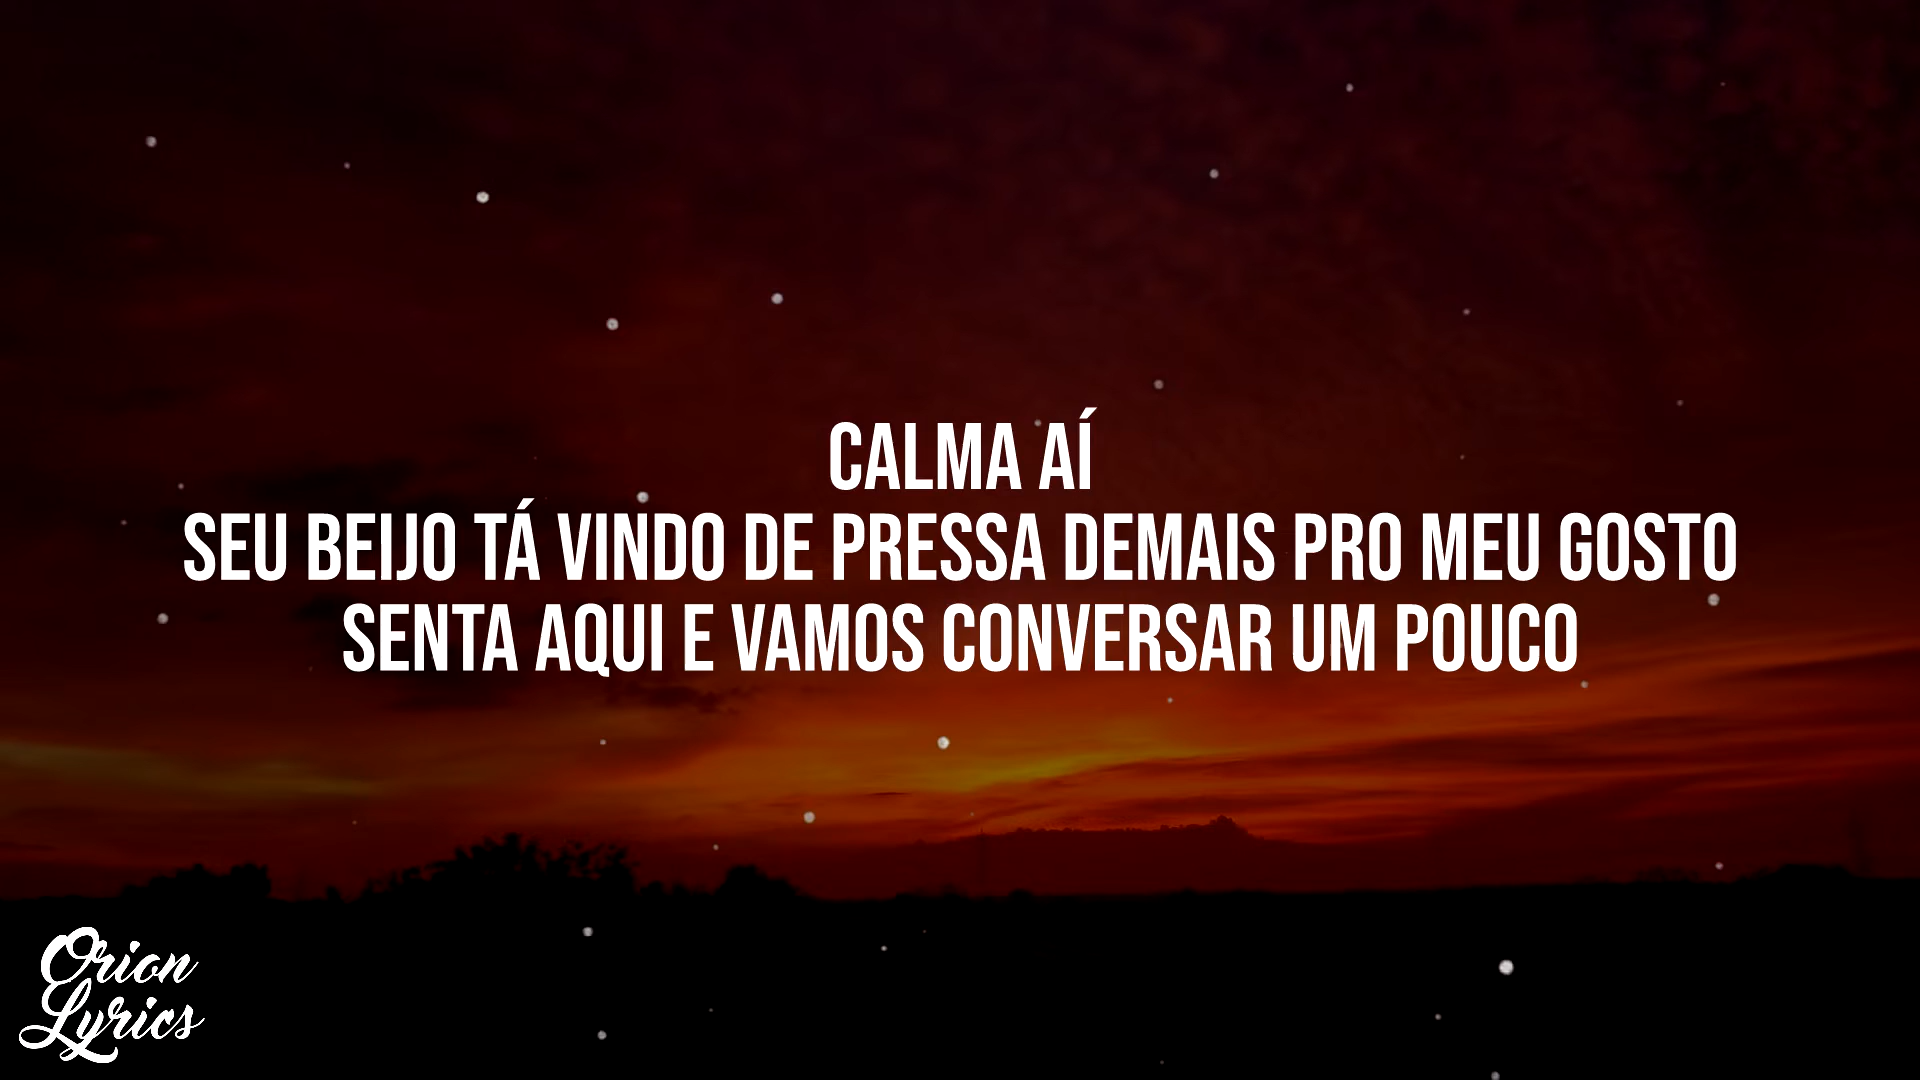 CALMA AÍ
SEU BEIJO TÁ VINDO DE PRESSA DEMAIS PRO MEU GOSTO
SENTA AQUI E VAMOS CONVERSAR UM POUCO
Orion
Lyrics